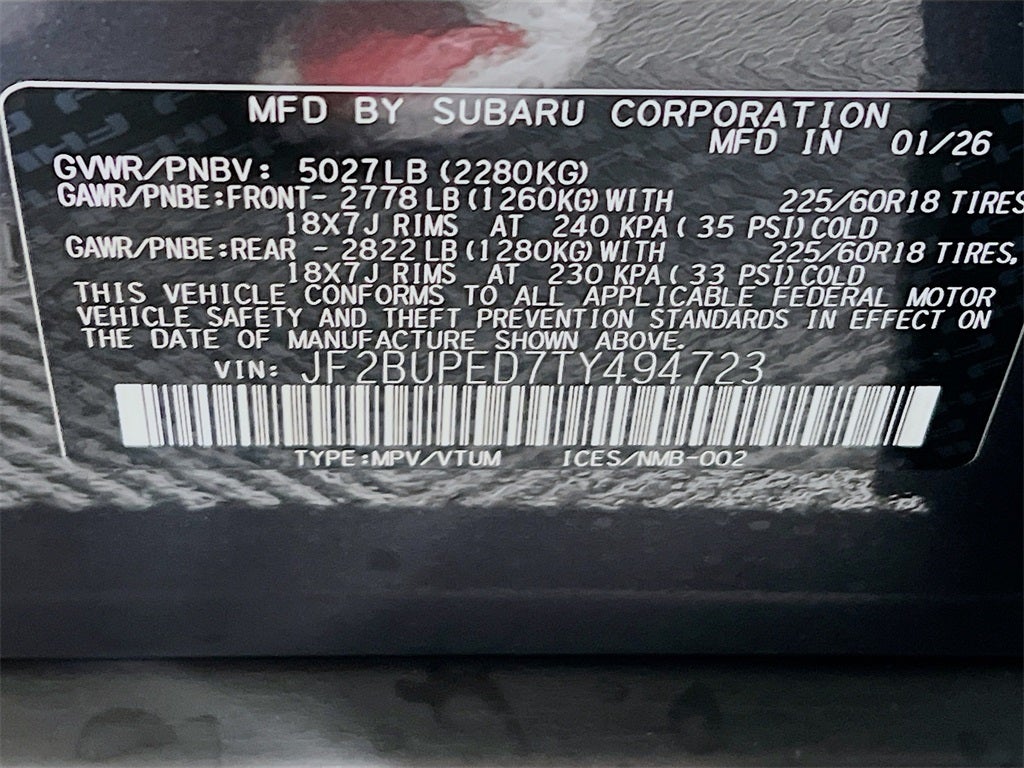 MFD BY SUBARU CORPORATION
MFD IN 01/26
GVWR/PNBV: 5027LB (2280KG)
GAWR/PNBE:FRONT- 2778 LB (1260KG) WITH 225/60R18 TIRES
18X7J RIMS AT 240 KPA ( 35 PSI) COLD
GAWR/PNBE:REAR - 2822 LB (1280KG) WITH 225/60R18 TIRES,
18X7J RIMS AT 230 KPA ( 33 PSI) COLD
THIS VEHICLE CONFORMS TO ALL APPLICABLE FEDERAL MOTOR
VEHICLE SAFETY AND THEFT PREVENTION STANDARDS IN EFFECT ON
THE DATE OF MANUFACTURE SHOWN ABOVE.
VIN: JF2BUPED7TY494723
TYPE:MPV/VTUM ICES/NMB-002